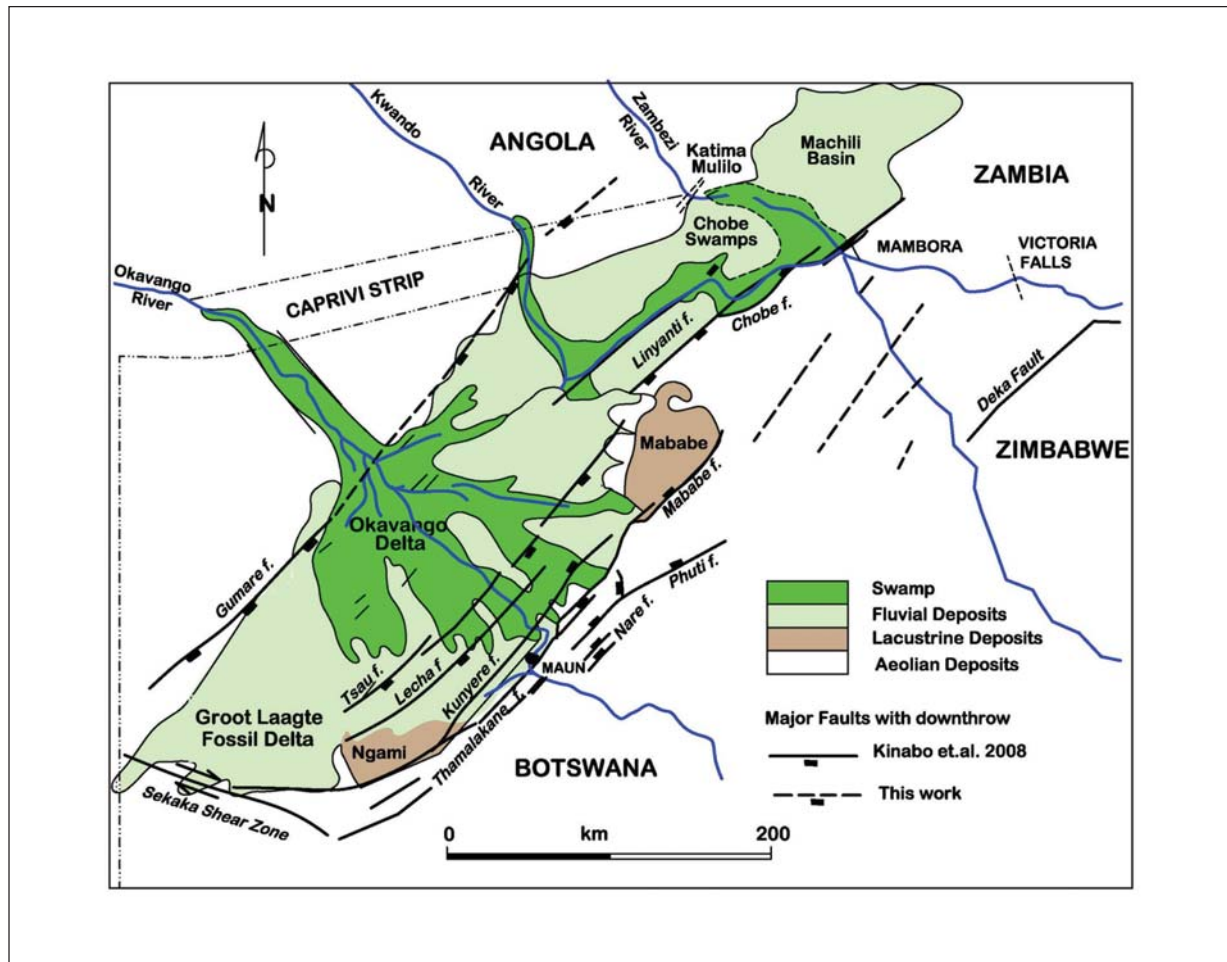 Kwando
River
Zambezi
River
ANGOLA
Katima
Mulilo
Machili
Basin
ZAMBIA
N
Chobe
Swamps
MAMBORA
VICTORIA
FALLS
Okavango
River
CAPRIVI STRIP
Linyanti f.
Chobe f.
Deka Fault
ZIMBABWE
Mababe
Mababe f.
Okavango
Delta
Gumare f.
Phuti f.
Nare f.
Tsau f.
Lecha f
Kunyere f.
MAUN
Thamalakane f.
Groot Laagte
Fossil Delta
Ngami
BOTSWANA
Sekaka Shear Zone
Swamp
Fluvial Deposits
Lacustrine Deposits
Aeolian Deposits
Major Faults with downthrow
Kinabo et.al. 2008
This work
0 km 200